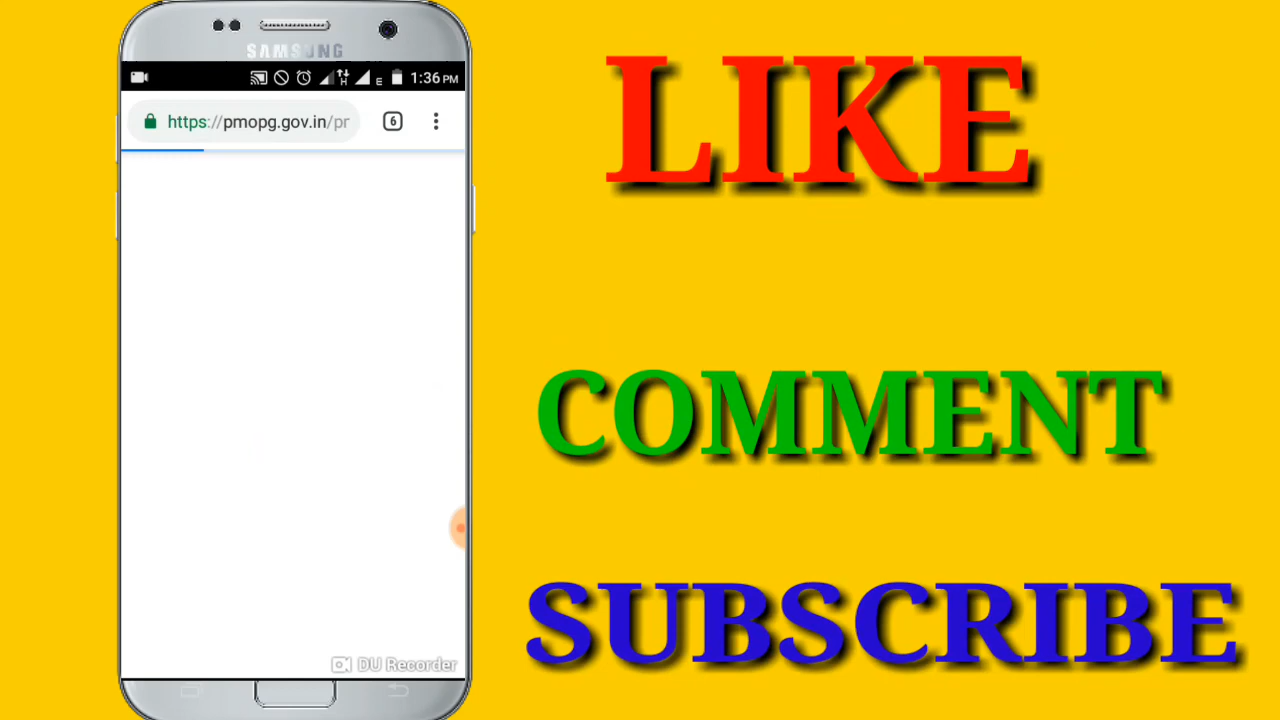 SAMSUNG
H E 1:36 PM
https://pmopg.gov.in/pr 6
LIKE
COMMENT
SUBSCRIBE
DU Recorder